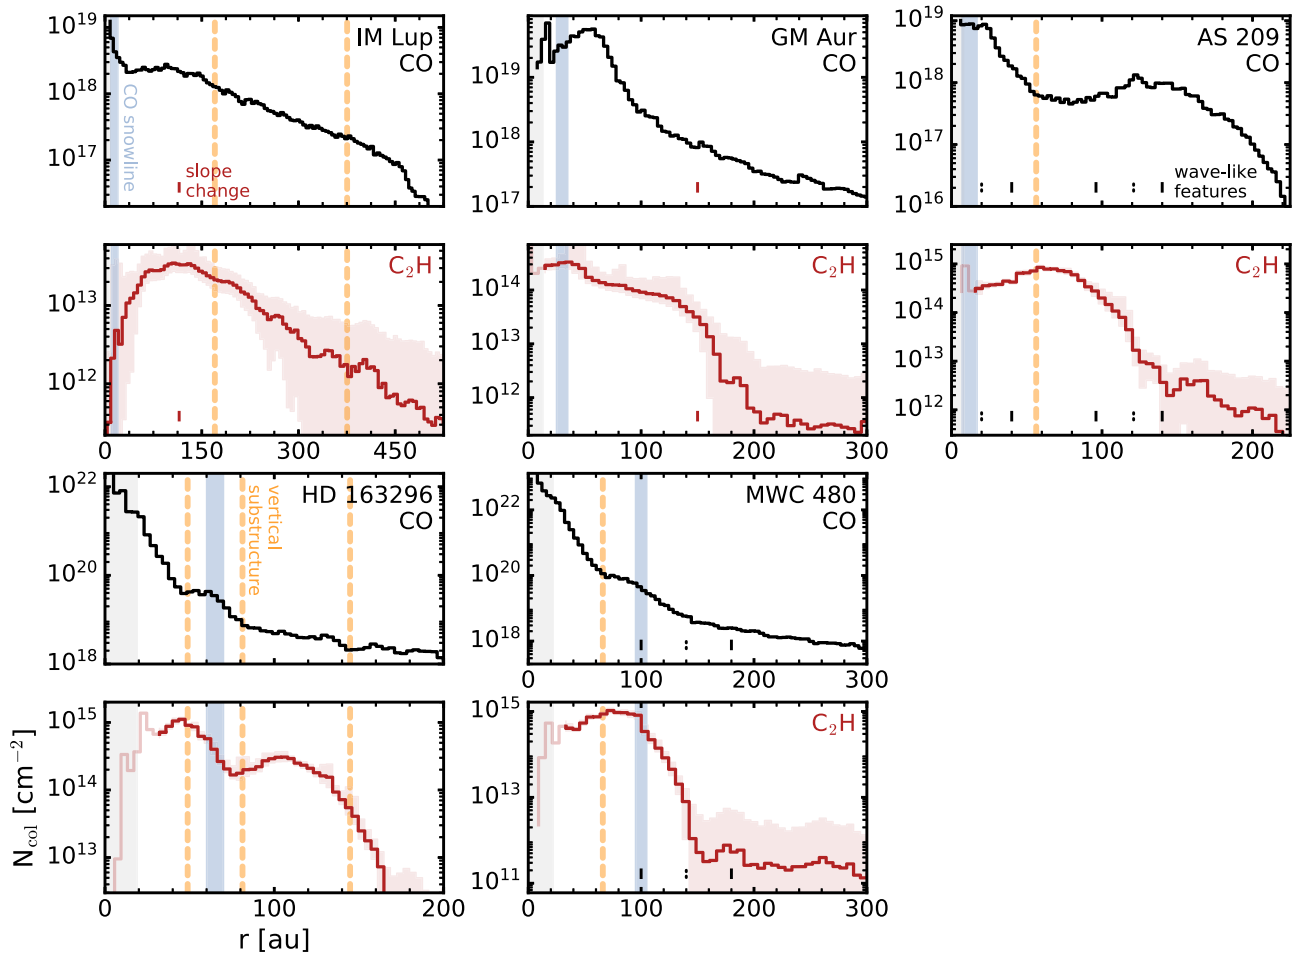 10^19
10^18
10^17
IM Lup
CO
CO snowline
slope
change
10^19
10^18
10^17
GM Aur
CO
10^19
10^18
10^17
10^16
AS 209
CO
wave-like
features
10^13
10^12
C₂H
0 150 300 450
10^14
10^13
10^12
C₂H
0 100 200 300
10^15
10^14
10^13
10^12
C₂H
0 100 200
10^22
10^20
10^18
HD 163296
CO
vertical
substructure
10^22
10^20
10^18
MWC 480
CO
0 100 200 300
10^15
10^14
10^13
N_col [cm^−2]
0 100 200
r [au]
10^15
10^13
10^11
C₂H
0 100 200 300